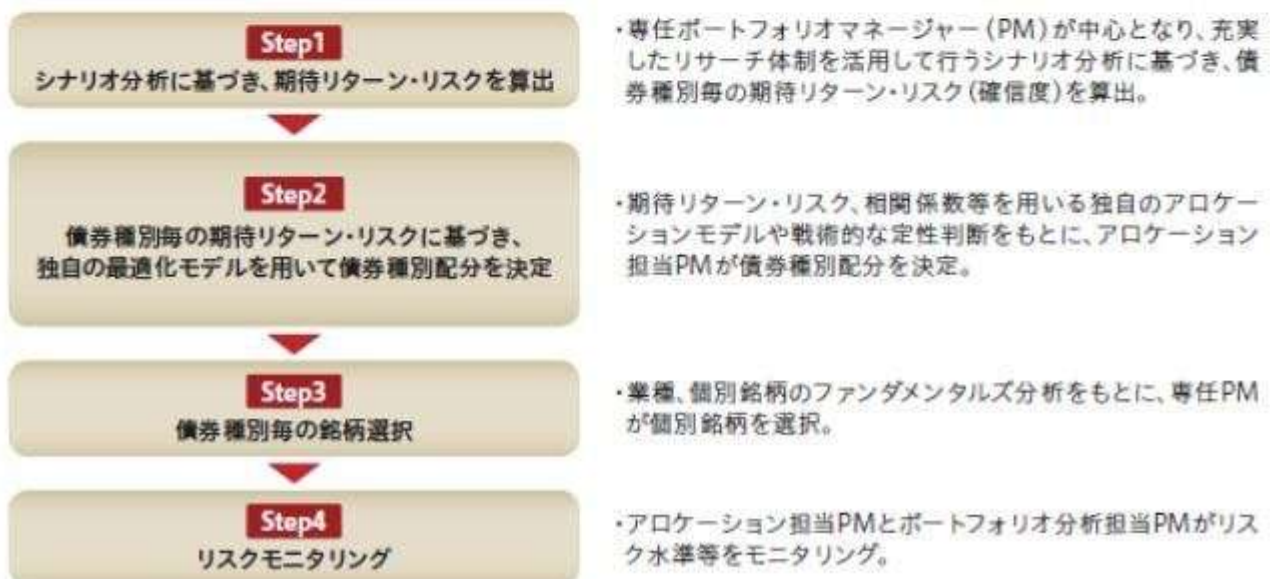 Step1
シナリオ分析に基づき、期待リターン・リスクを算出
・専任ポートフォリオマネージャー(PM)が中心となり、充実
したリサーチ体制を活用して行うシナリオ分析に基づき、債
券種別毎の期待リターン・リスク(確信度)を算出。
Step2
債券種別毎の期待リターン・リスクに基づき、
独自の最適化モデルを用いて債券種別配分を決定
・期待リターン・リスク、相関係数等を用いる独自のアロケー
ションモデルや戦術的な定性判断をもとに、アロケーション
担当PMが債券種別配分を決定。
Step3
債券種別毎の銘柄選択
・業種、個別銘柄のファンダメンタルズ分析をもとに、専任PM
が個別銘柄を選択。
Step4
リスクモニタリング
・アロケーション担当PMとポートフォリオ分析担当PMがリス
ク水準等をモニタリング。